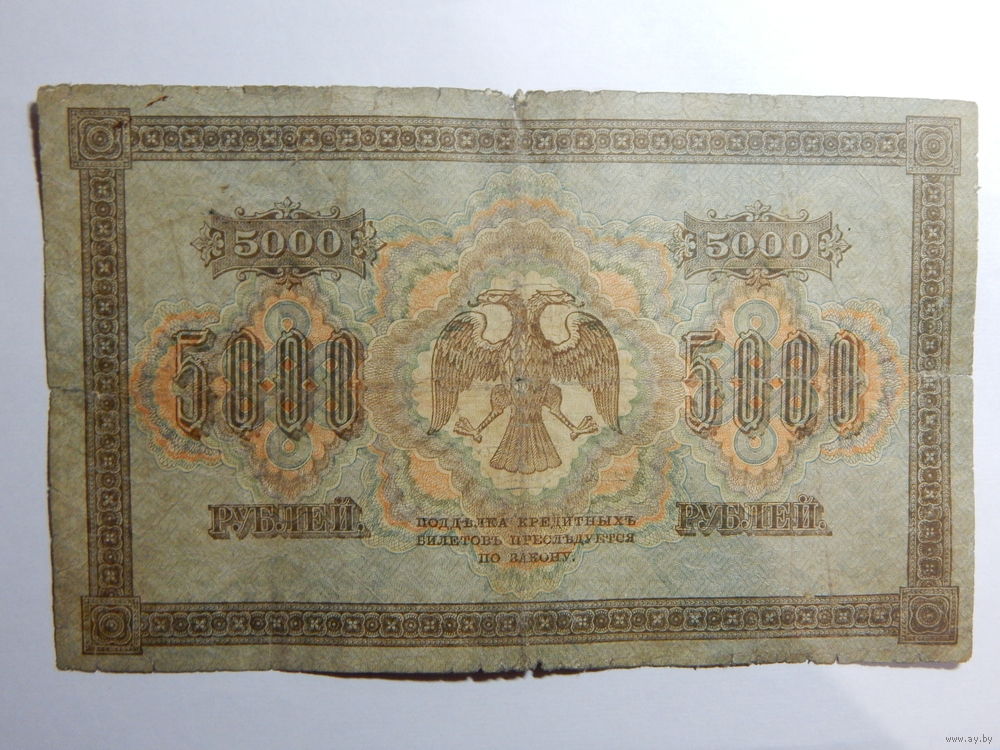 5000 5000
5000 5000
РУБЛЕЙ. РУБЛЕЙ.
ПОДДѢЛКА КРЕДИТНЫХЪ
БИЛЕТОВЪ ПРЕСЛѢДУЕТСЯ
ПО ЗАКОНУ.
www.ay.by